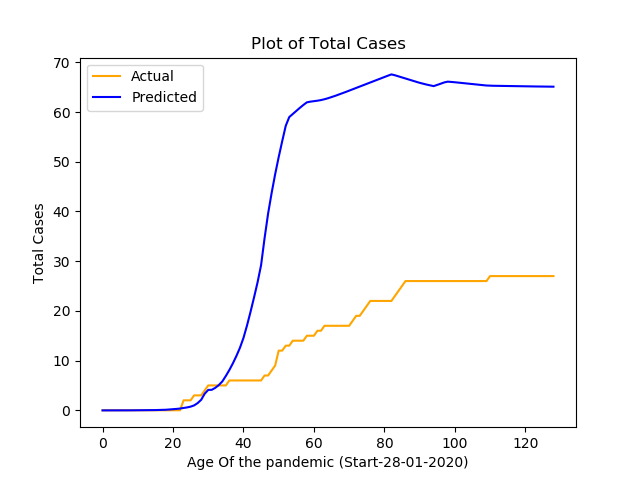 Plot of Total Cases
Actual
Predicted
70
60
50
40
30
20
10
0
Total Cases
0 20 40 60 80 100 120
Age Of the pandemic (Start-28-01-2020)